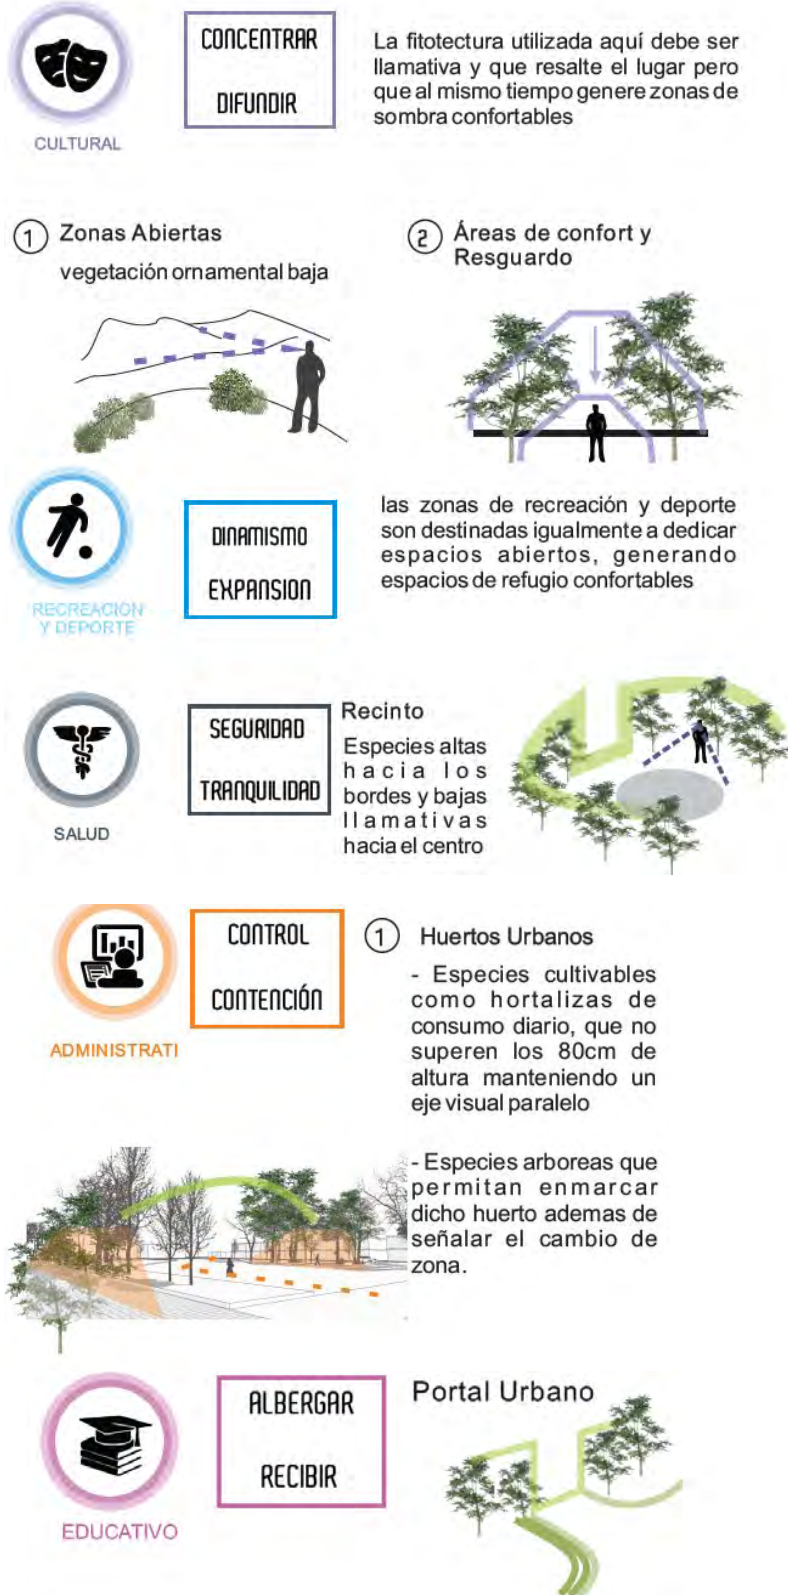 CONCENTRAR
DIFUNDIR
CULTURAL
La fitotectura utilizada aquí debe ser
llamativa y que resalte el lugar pero
que al mismo tiempo genere zonas de
sombra confortables
1 Zonas Abiertas
vegetación ornamental baja
2 Áreas de confort y
Resguardo
DINAMISMO
EXPANSION
RECREACION
Y DEPORTE
las zonas de recreación y deporte
son destinadas igualmente a dedicar
espacios abiertos, generando
espacios de refugio confortables
SEGURIDAD
TRANQUILIDAD
SALUD
Recinto
Especies altas
hacia los
bordes y bajas
llamativas
hacia el centro
CONTROL
CONTENCIÓN
ADMINISTRATI
1 Huertos Urbanos
- Especies cultivables
como hortalizas de
consumo diario, que no
superen los 80cm de
altura manteniendo un
eje visual paralelo
- Especies arboreas que
permitan enmarcar
dicho huerto ademas de
señalar el cambio de
zona.
ALBERGAR
RECIBIR
EDUCATIVO
Portal Urbano